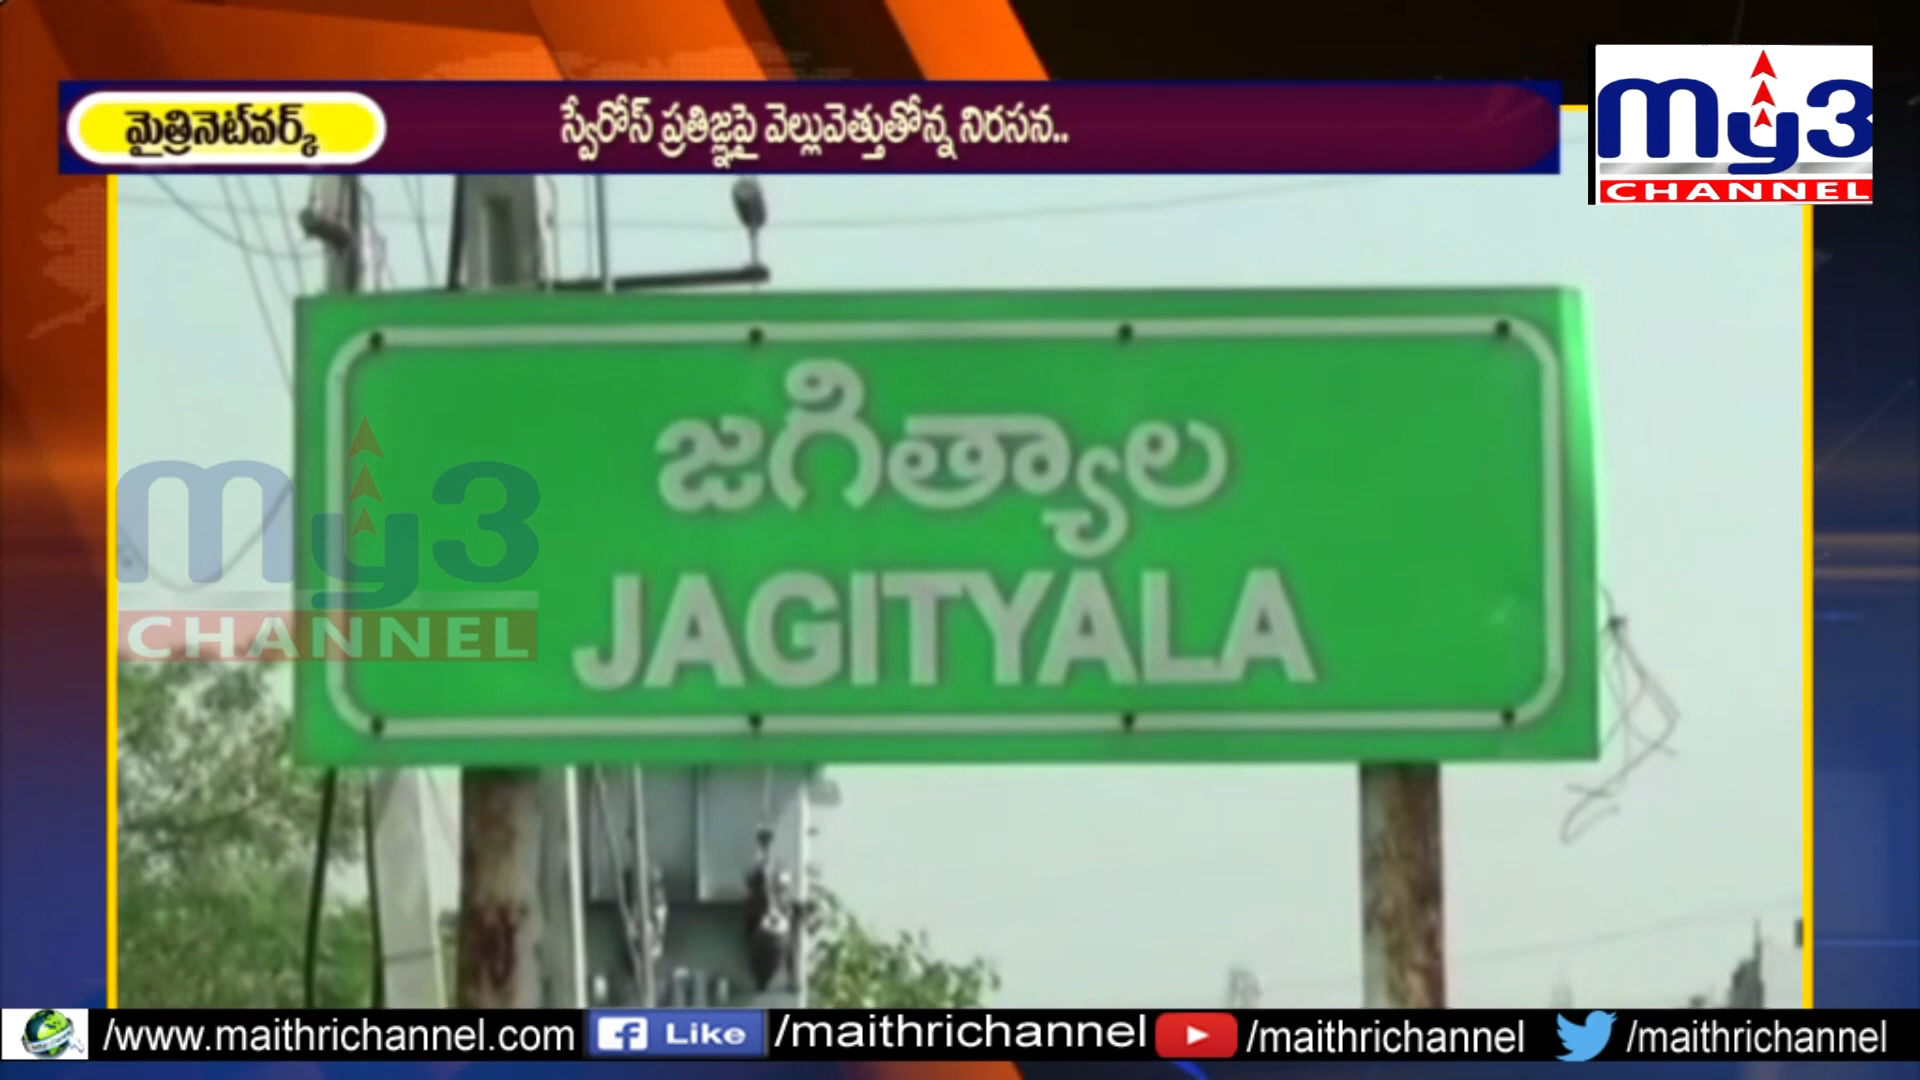 మైత్రినెట్‌వర్క్
స్వేరోస్ ప్రతిజ్ఞపై వెల్లువెత్తుతోన్న నిరసన..
my3
CHANNEL
జగిత్యాల
JAGITYALA
my3
CHANNEL
/www.maithrichannel.com Like /maithrichannel /maithrichannel /maithrichannel